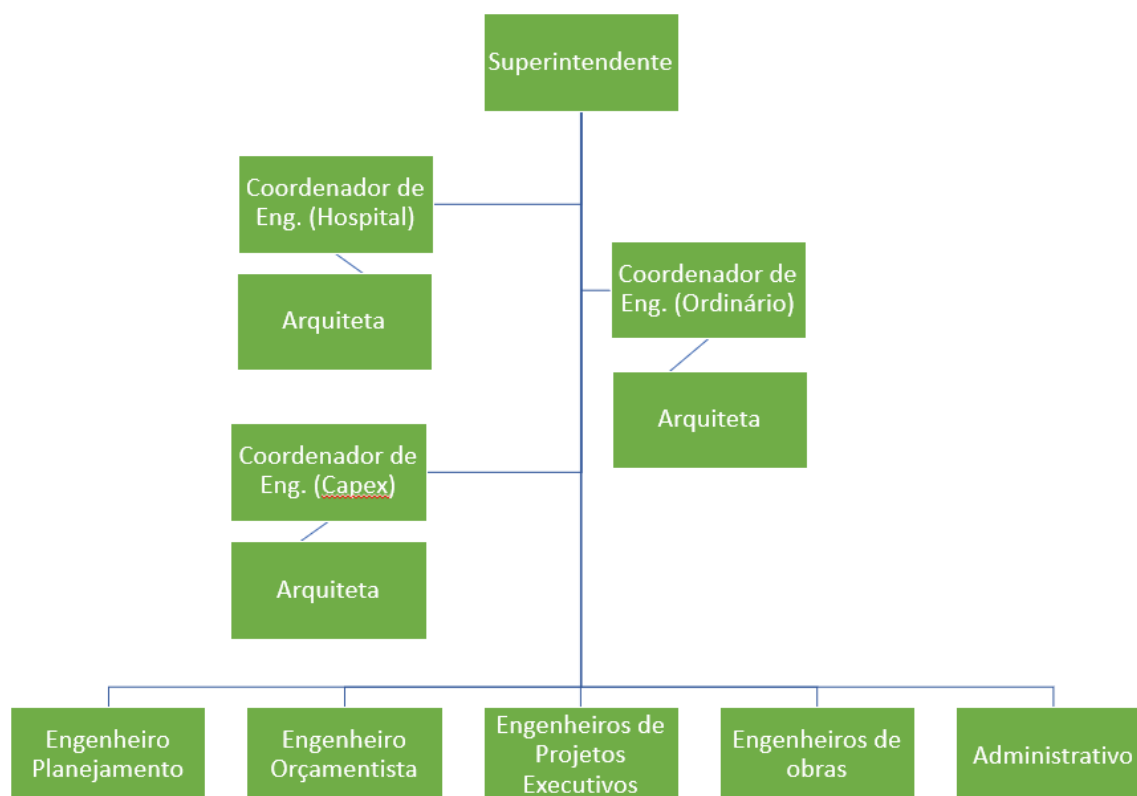 Superintendente
Coordenador de
Eng. (Hospital)
Arquiteta
Coordenador de
Eng. (Ordinário)
Arquiteta
Coordenador de
Eng. (Capex)
Arquiteta
Engenheiro
Planejamento
Engenheiro
Orçamentista
Engenheiros de
Projetos
Executivos
Engenheiros de
obras
Administrativo